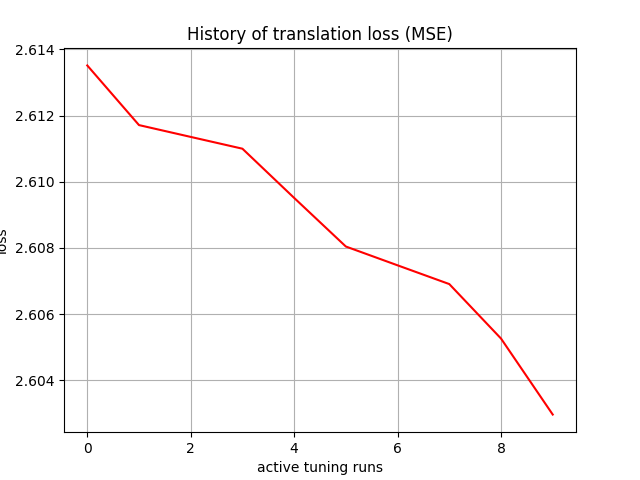 History of translation loss (MSE)
2.614
2.612
2.610
2.608
2.606
2.604
loss
0 2 4 6 8
active tuning runs